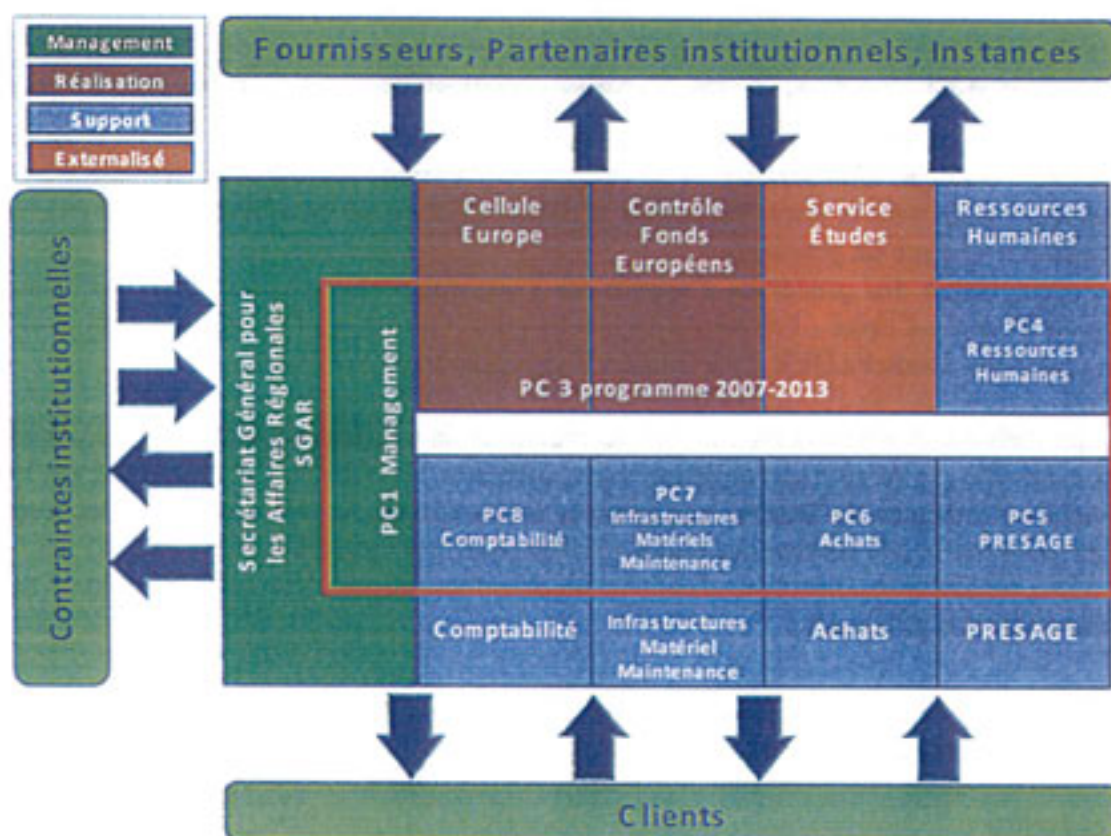 Management
Réalisation
Support
Externalisé
Fournisseurs, Partenaires institutionnels, Instances
Contraintes institutionnelles
Secrétariat Général pour
les Affaires Régionales
SGAR
PC1 Management
Cellule
Europe
Contrôle
Fonds
Européens
Service
Études
Ressources
Humaines
PC4
Ressources
Humaines
PC 3 programme 2007-2013
PC8
Comptabilité
PC7
Infrastructures
Matériels
Maintenance
PC6
Achats
PC5
PRESAGE
Comptabilité
Infrastructures
Matériel
Maintenance
Achats
PRESAGE
Clients